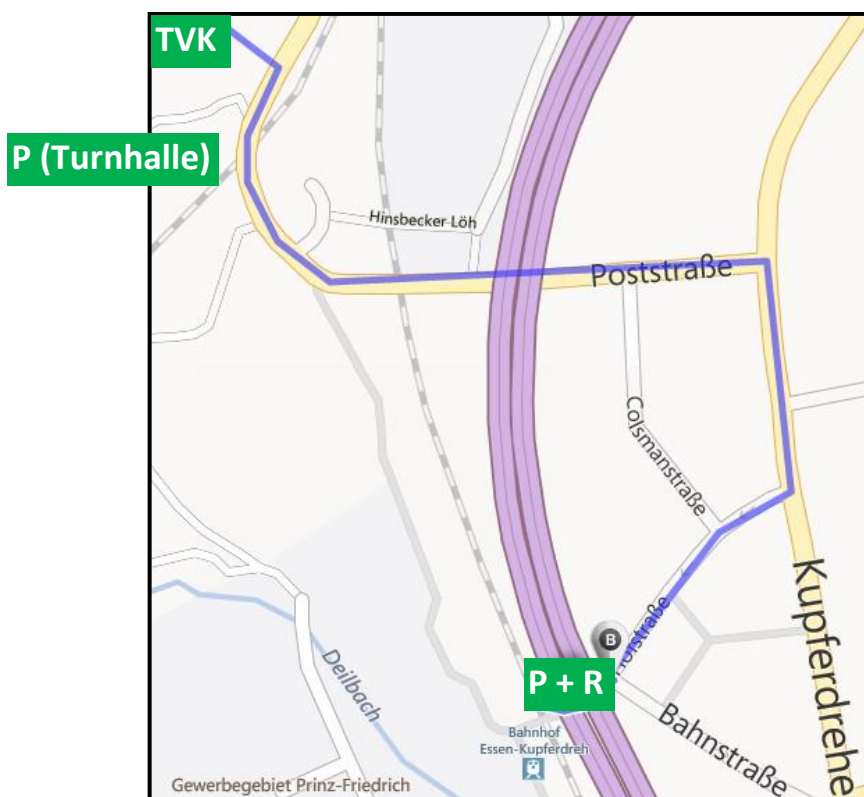 TVK
P (Turnhalle)
Hinsbecker Löh
Poststraße
Colsmanstraße
Kupferdrehe
B
P + R
Bahnstraße
Deilbach
Bahnhof
Essen-Kupferdreh
Gewerbegebiet Prinz-Friedrich